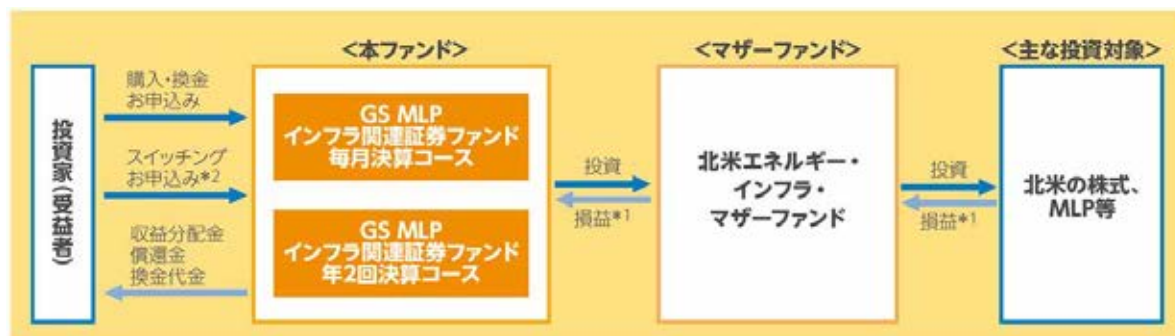 <本ファンド>
<マザーファンド>
<主な投資対象>
投資家(受益者)
購入・換金
お申込み
スイッチング
お申込み*2
収益分配金
償還金
換金代金
GS MLP
インフラ関連証券ファンド
毎月決算コース
GS MLP
インフラ関連証券ファンド
年2回決算コース
投資
損益*1
北米エネルギー・
インフラ・
マザーファンド
投資
損益*1
北米の株式、
MLP等